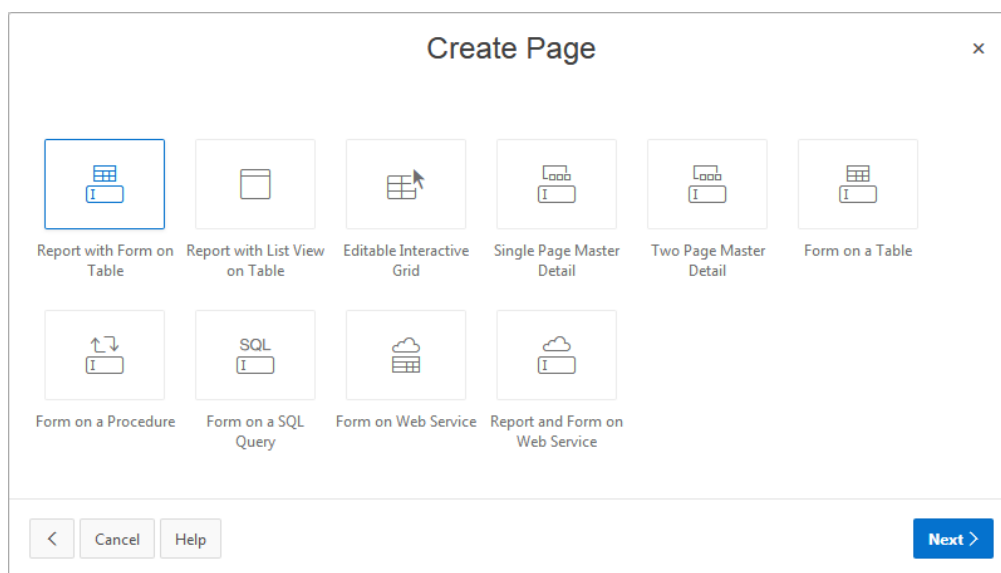 Create Page
Report with Form on
Table
Report with List View
on Table
Editable Interactive
Grid
Single Page Master
Detail
Two Page Master
Detail
Form on a Table
Form on a Procedure
SQL
Form on a SQL
Query
Form on Web Service
Report and Form on
Web Service
Cancel
Help
Next